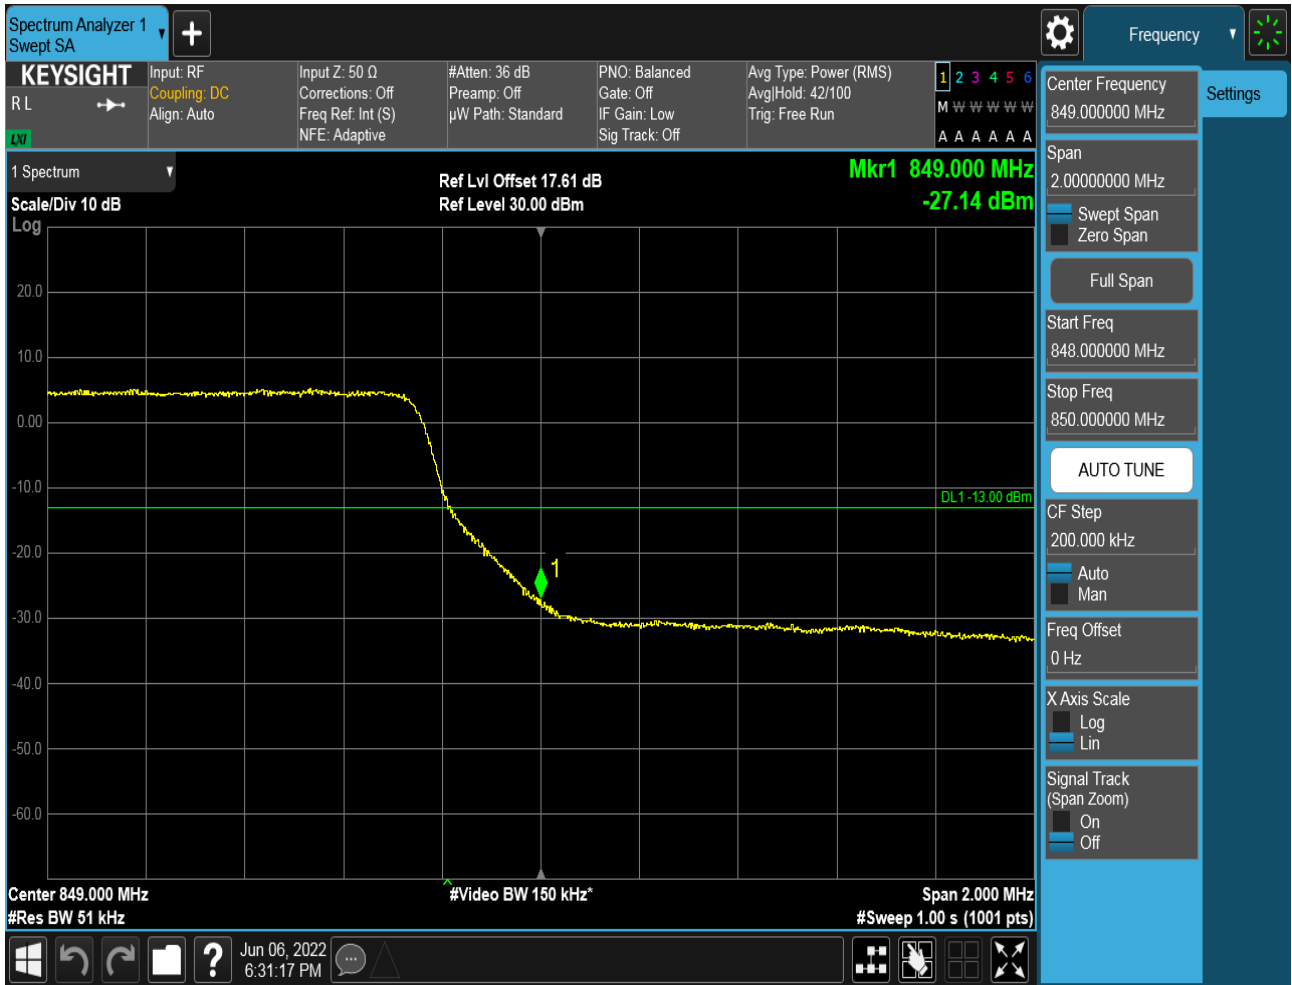 Spectrum Analyzer 1
Swept SA
Frequency
KEYSIGHT
R L
LXI
Input: RF
Coupling: DC
Align: Auto
Input Z: 50 Ω
Corrections: Off
Freq Ref: Int (S)
NFE: Adaptive
#Atten: 36 dB
Preamp: Off
µW Path: Standard
PNO: Balanced
Gate: Off
IF Gain: Low
Sig Track: Off
Avg Type: Power (RMS)
Avg|Hold: 42/100
Trig: Free Run
1 2 3 4 5 6
M W W W W W
A A A A A A
1 Spectrum
Scale/Div 10 dB
Log
Ref Lvl Offset 17.61 dB
Ref Level 30.00 dBm
Mkr1 849.000 MHz
-27.14 dBm
20.0
10.0
0.00
-10.0
-20.0
-30.0
-40.0
-50.0
-60.0
DL1 -13.00 dBm
1
Center 849.000 MHz
#Res BW 51 kHz
#Video BW 150 kHz*
Span 2.000 MHz
#Sweep 1.00 s (1001 pts)
?
Jun 06, 2022
6:31:17 PM
Center Frequency
849.000000 MHz
Span
2.00000000 MHz
Swept Span
Zero Span
Full Span
Start Freq
848.000000 MHz
Stop Freq
850.000000 MHz
AUTO TUNE
CF Step
200.000 kHz
Auto
Man
Freq Offset
0 Hz
X Axis Scale
Log
Lin
Signal Track
(Span Zoom)
On
Off
Settings